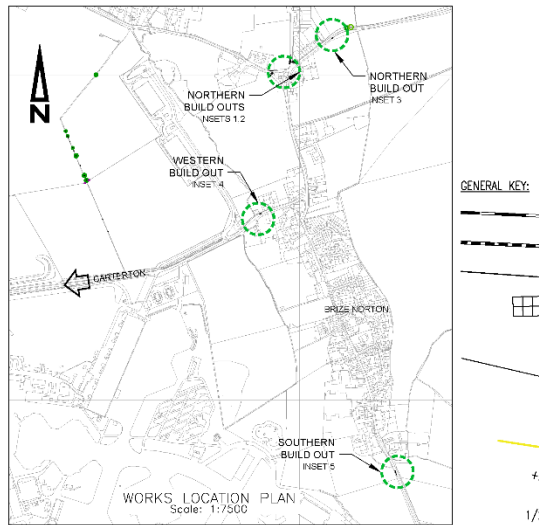 N
NORTHERN
BUILD OUTS
INSETS 1,2
NORTHERN
BUILD OUT
INSET 3
WESTERN
BUILD OUT
INSET 4
CARTERTON
BRIZE NORTON
SOUTHERN
BUILD OUT
INSET 5
WORKS LOCATION PLAN
Scale: 1:7500
GENERAL KEY: